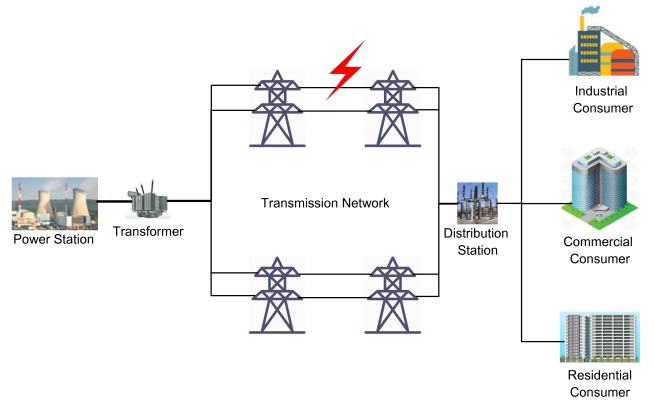 Industrial
Consumer
Transmission Network
Power Station
Transformer
Distribution
Station
Commercial
Consumer
Residential
Consumer